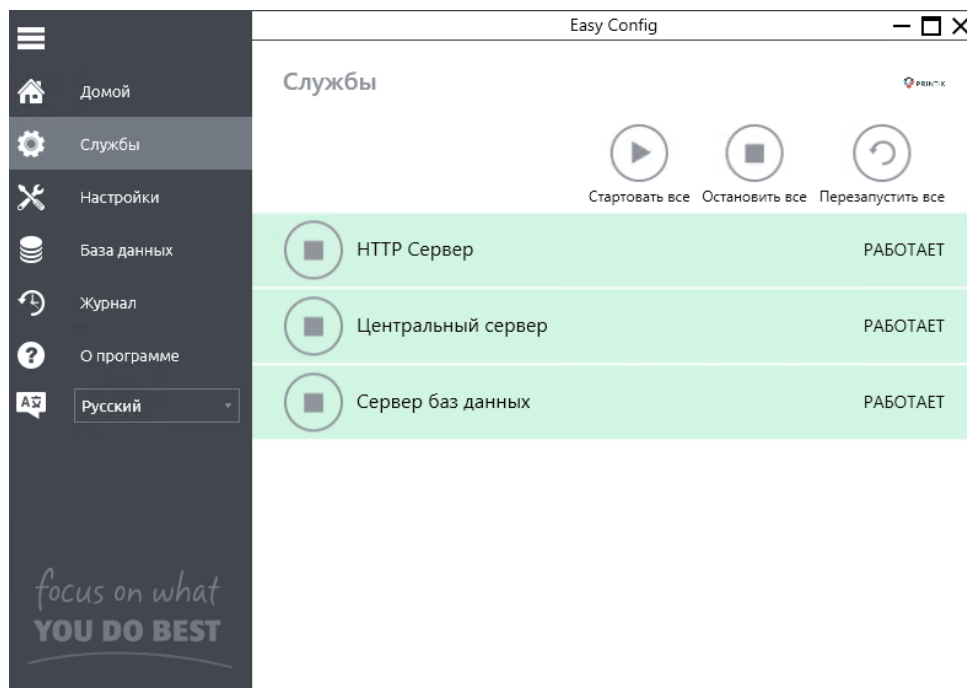 Easy Config
Домой
Службы
Настройки
База данных
Журнал
О программе
Русский
focus on what
YOU DO BEST
Службы
PRINT-X
Стартовать все
Остановить все
Перезапустить все
HTTP Сервер
РАБОТАЕТ
Центральный сервер
РАБОТАЕТ
Сервер баз данных
РАБОТАЕТ